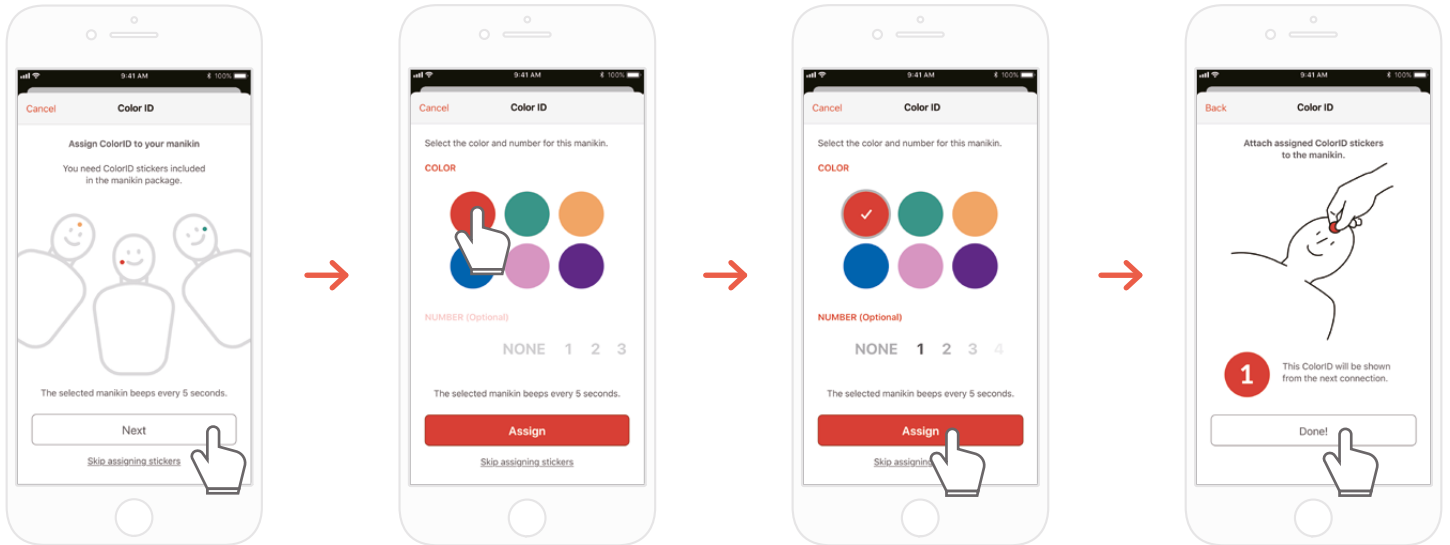 9:41 AM
100%
Cancel
Color ID
Assign ColorID to your manikin
You need ColorID stickers included
in the manikin package.
The selected manikin beeps every 5 seconds.
Next
Skip assigning stickers
9:41 AM
100%
Cancel
Color ID
Select the color and number for this manikin.
COLOR
NUMBER (Optional)
NONE 1 2 3
The selected manikin beeps every 5 seconds.
Assign
Skip assigning stickers
9:41 AM
100%
Cancel
Color ID
Select the color and number for this manikin.
COLOR
NUMBER (Optional)
NONE 1 2 3 4
The selected manikin beeps every 5 seconds.
Assign
Skip assigning
9:41 AM
100%
Back
Color ID
Attach assigned ColorID stickers
to the manikin.
1
This ColorID will be shown
from the next connection.
Done!